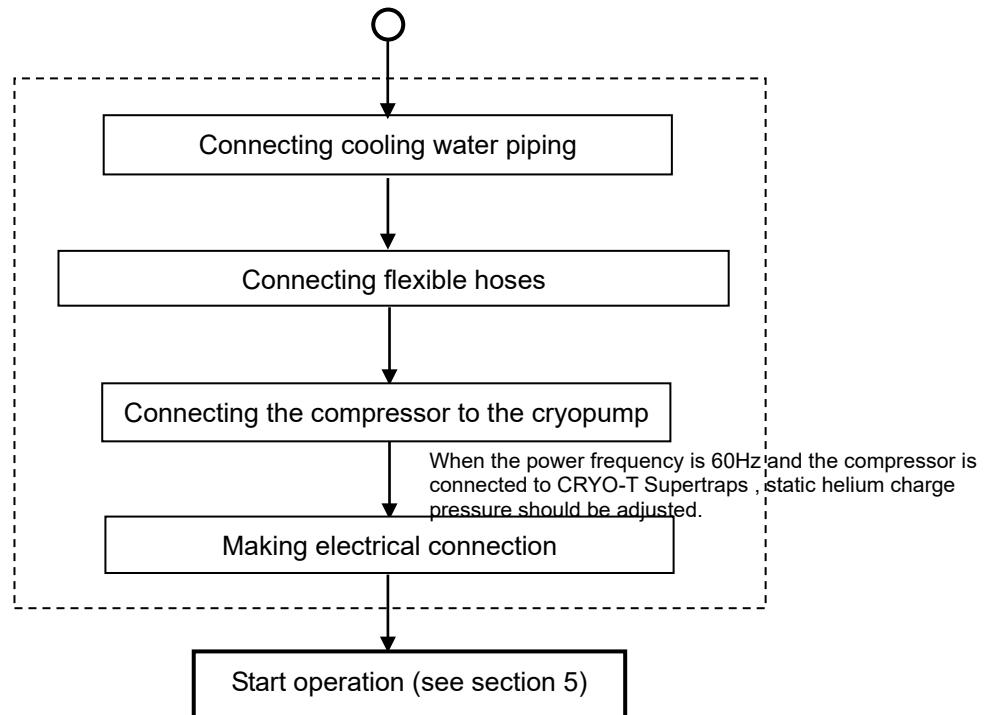 Connecting cooling water piping
Connecting flexible hoses
Connecting the compressor to the cryopump
When the power frequency is 60Hz and the compressor is
connected to CRYO-T Supertraps , static helium charge
pressure should be adjusted.
Making electrical connection
Start operation (see section 5)